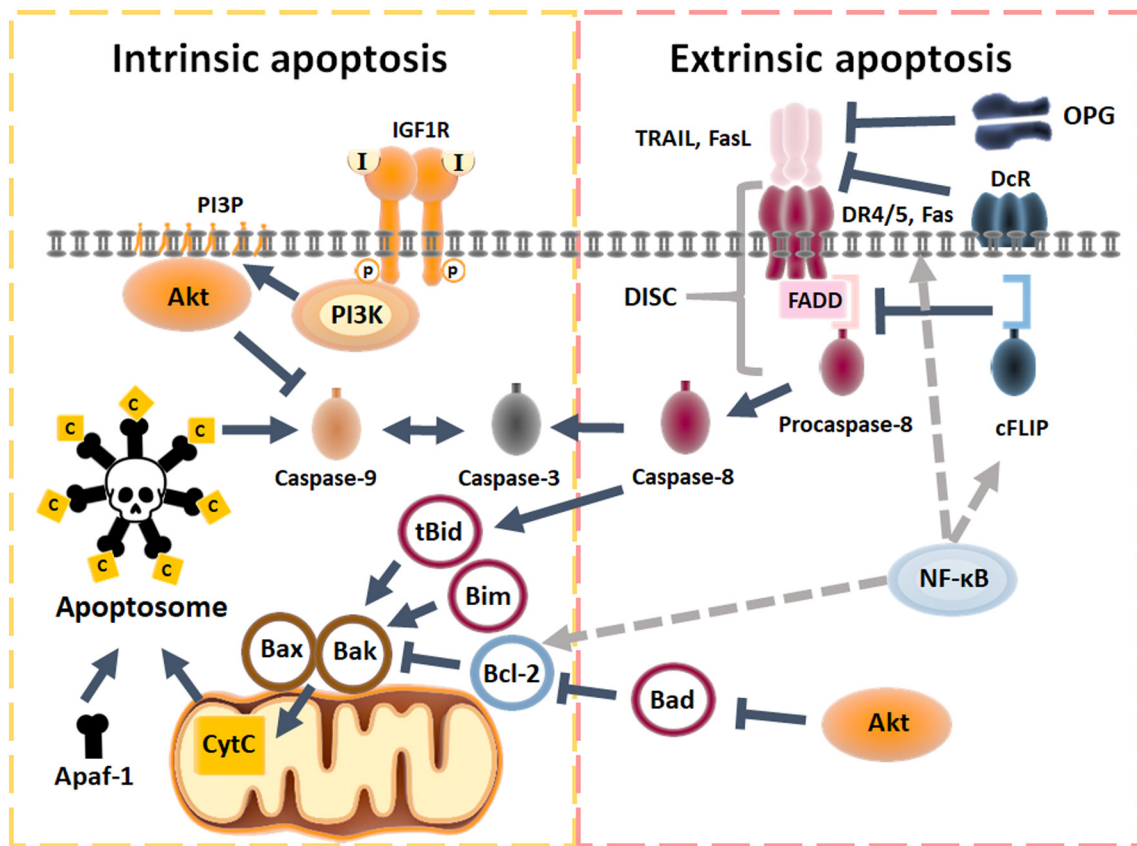 Intrinsic apoptosis
Extrinsic apoptosis
IGF1R
I
I
PI3P
P
P
Akt
PI3K
TRAIL, FasL
OPG
DcR
DR4/5, Fas
DISC
FADD
Procaspase-8
cFLIP
C
C
C
C
C
C
C
Caspase-9
Caspase-3
Caspase-8
tBid
Bim
Apoptosome
NF-κB
Bax
Bak
Bcl-2
Bad
Akt
CytC
Apaf-1